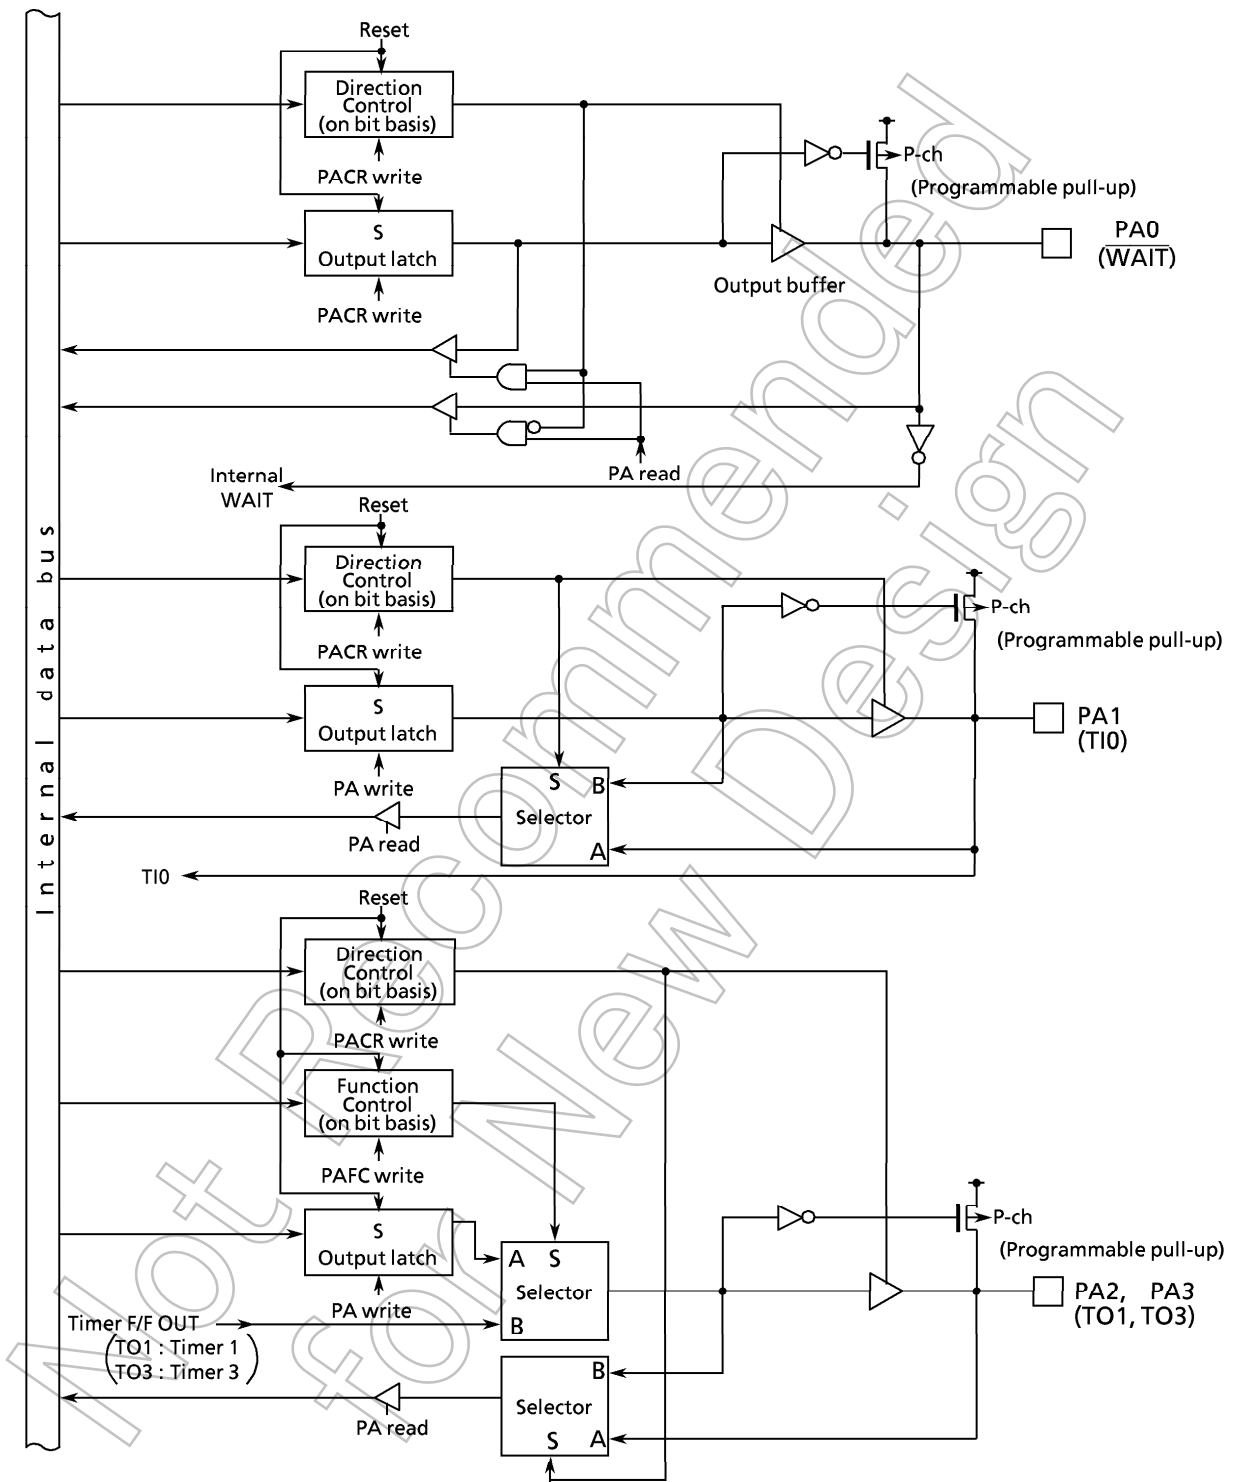 Reset
Direction
Control
(on bit basis)
PACR write
P-ch
(Programmable pull-up)
S
Output latch
PACR write
Output buffer
PA0
(WAIT)
PA read
Internal
WAIT
Internal data bus
Reset
Direction
Control
(on bit basis)
PACR write
P-ch
(Programmable pull-up)
S
Output latch
PA write
PA1
(TI0)
S B
Selector
A
PA read
TI0
Reset
Direction
Control
(on bit basis)
PACR write
Function
Control
(on bit basis)
PAFC write
P-ch
(Programmable pull-up)
S
Output latch
PA write
A S
Selector
B
PA2, PA3
(TO1, TO3)
Timer F/F OUT
(TO1 : Timer 1
TO3 : Timer 3)
B
Selector
S A
PA read
Not Recommended
for New Design